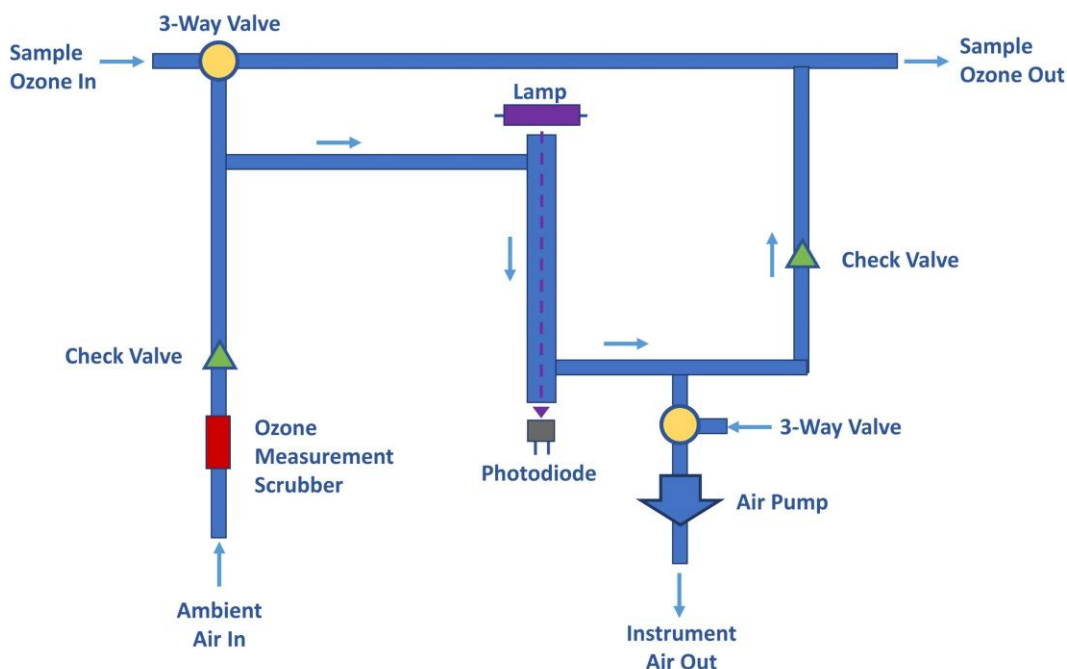 3-Way Valve
Sample
Ozone In
Sample
Ozone Out
Lamp
Check Valve
Check Valve
Ozone
Measurement
Scrubber
3-Way Valve
Photodiode
Air Pump
Ambient
Air In
Instrument
Air Out